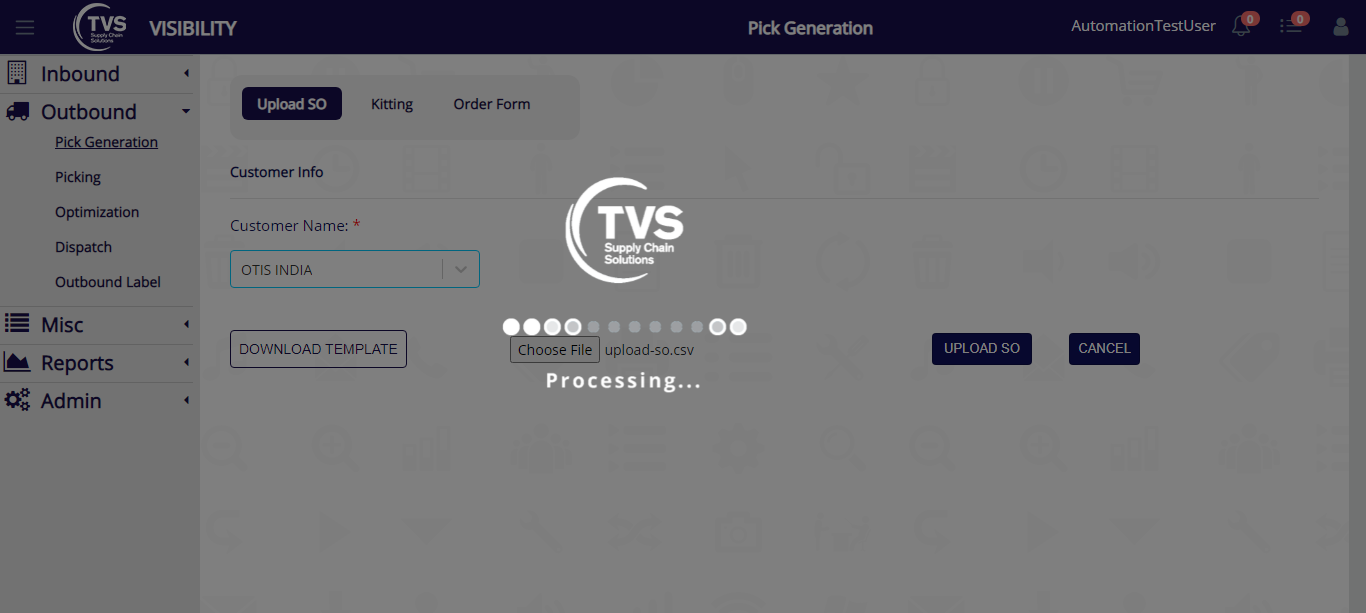 TVS
Supply Chain
Solutions
VISIBILITY
Pick Generation
AutomationTestUser
0
0
Inbound
Outbound
Pick Generation
Picking
Optimization
Dispatch
Outbound Label
Misc
Reports
Admin
Upload SO
Kitting
Order Form
Customer Info
Customer Name: *
OTIS INDIA
TVS
Supply Chain
Solutions
DOWNLOAD TEMPLATE
Choose File upload-so.csv
UPLOAD SO
CANCEL
Processing...